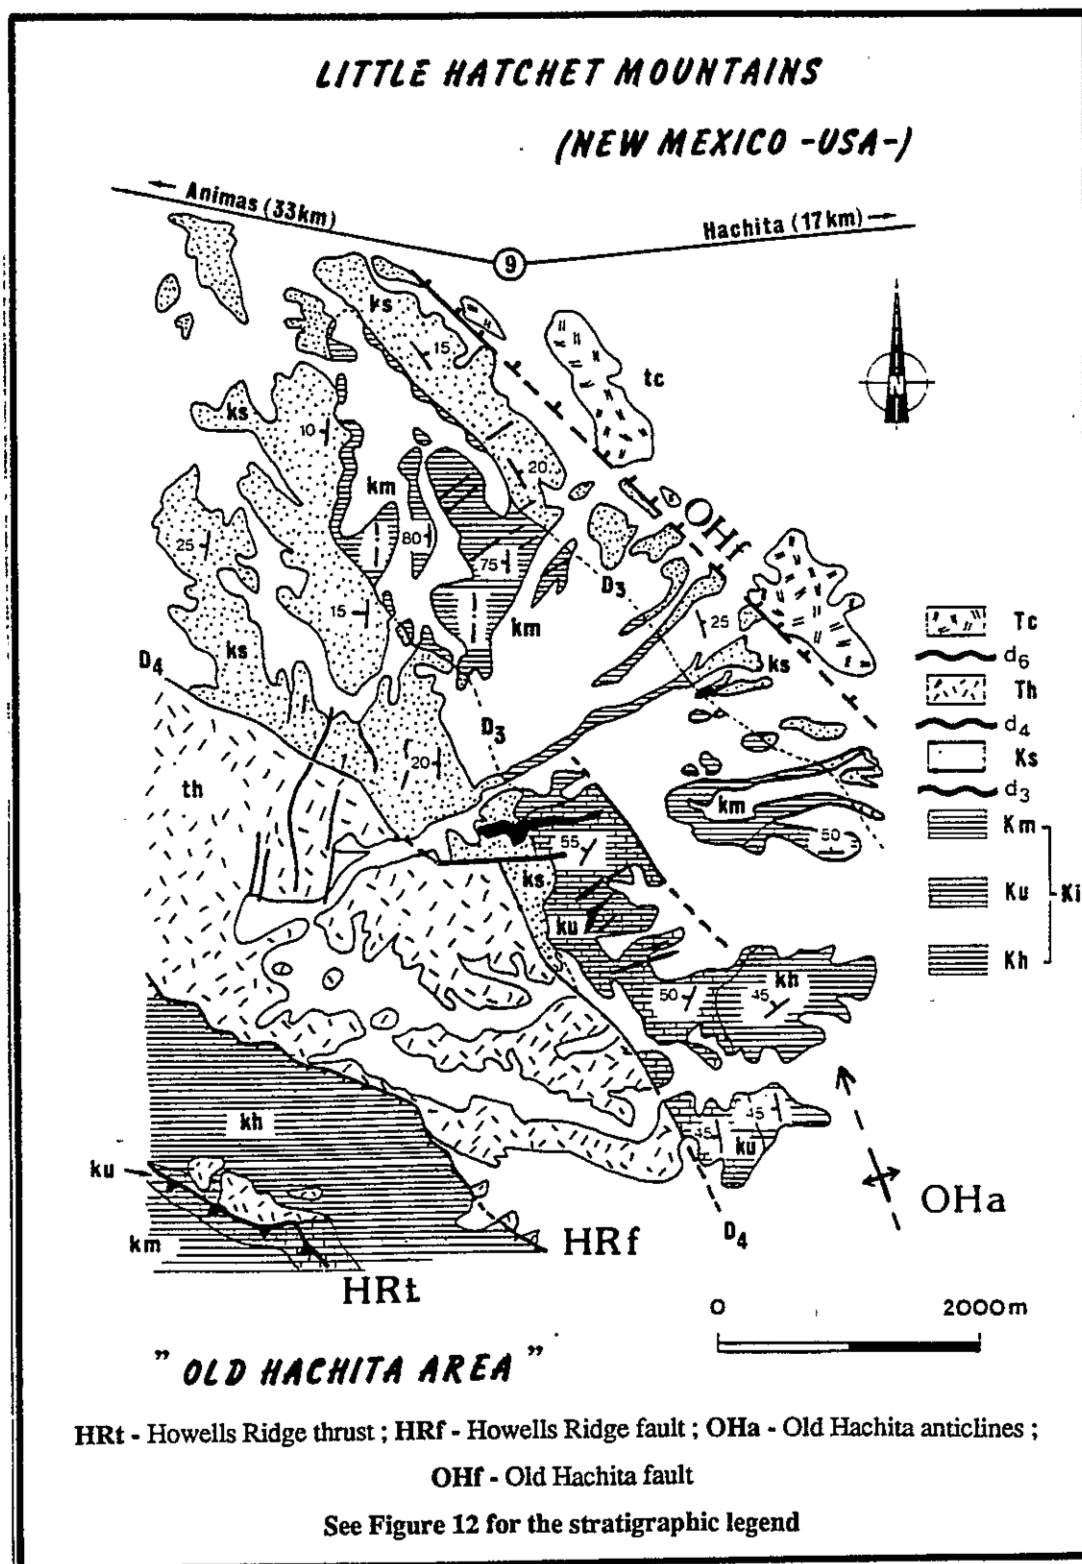 LITTLE HATCHET MOUNTAINS
(NEW MEXICO -USA-)
Animas (33km)
Hachita (17km)
9
ks
15
tc
ks
10
20
km
OHf
25
80
75
D3
15
km
25
ks
ks
D4
D3
20
th
km
50
55
ks
ku
kh
50
45
kh
45
45
ku
ku
km
HRf
D4
OHa
HRt
Tc
d6
Th
d4
Ks
d3
Km
Ku
Ki
Kh
0
2000m
" OLD HACHITA AREA "
HRt - Howells Ridge thrust ; HRf - Howells Ridge fault ; OHa - Old Hachita anticlines ;
OHf - Old Hachita fault
See Figure 12 for the stratigraphic legend